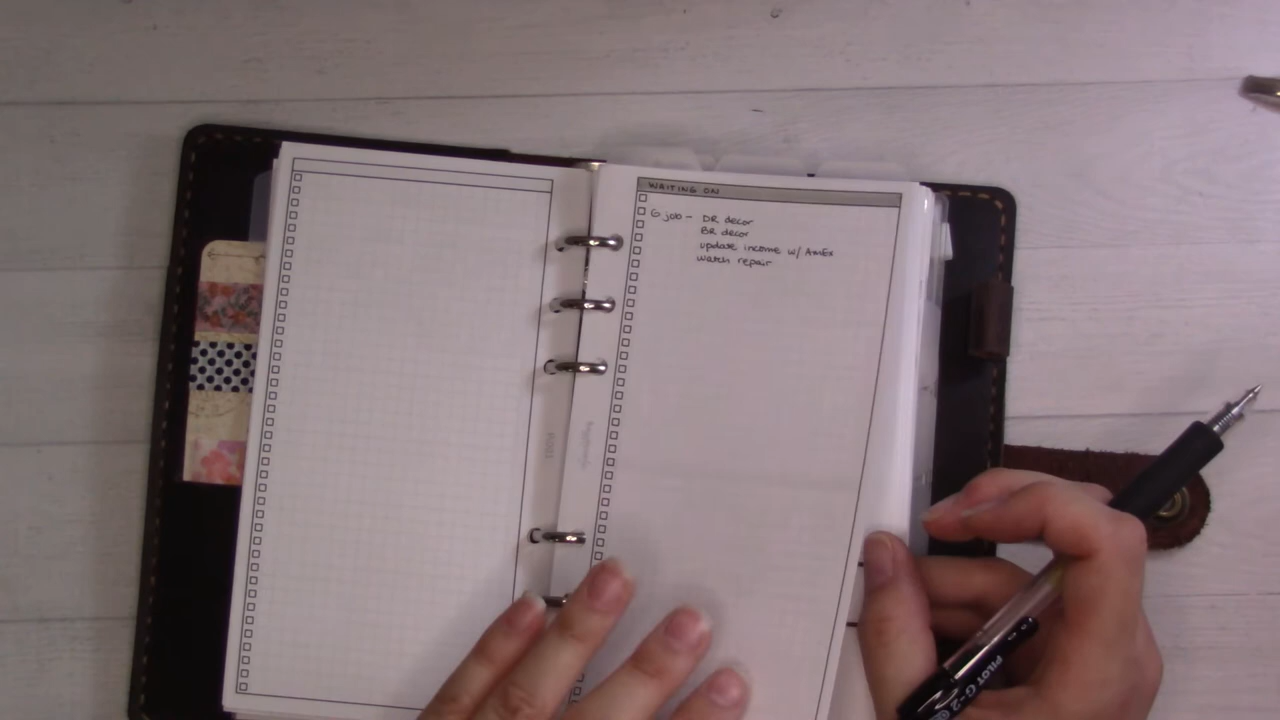 WAITING ON
G job - DR decor
BR decor
update income w/ AmEx
watch repair
PILOT G-2